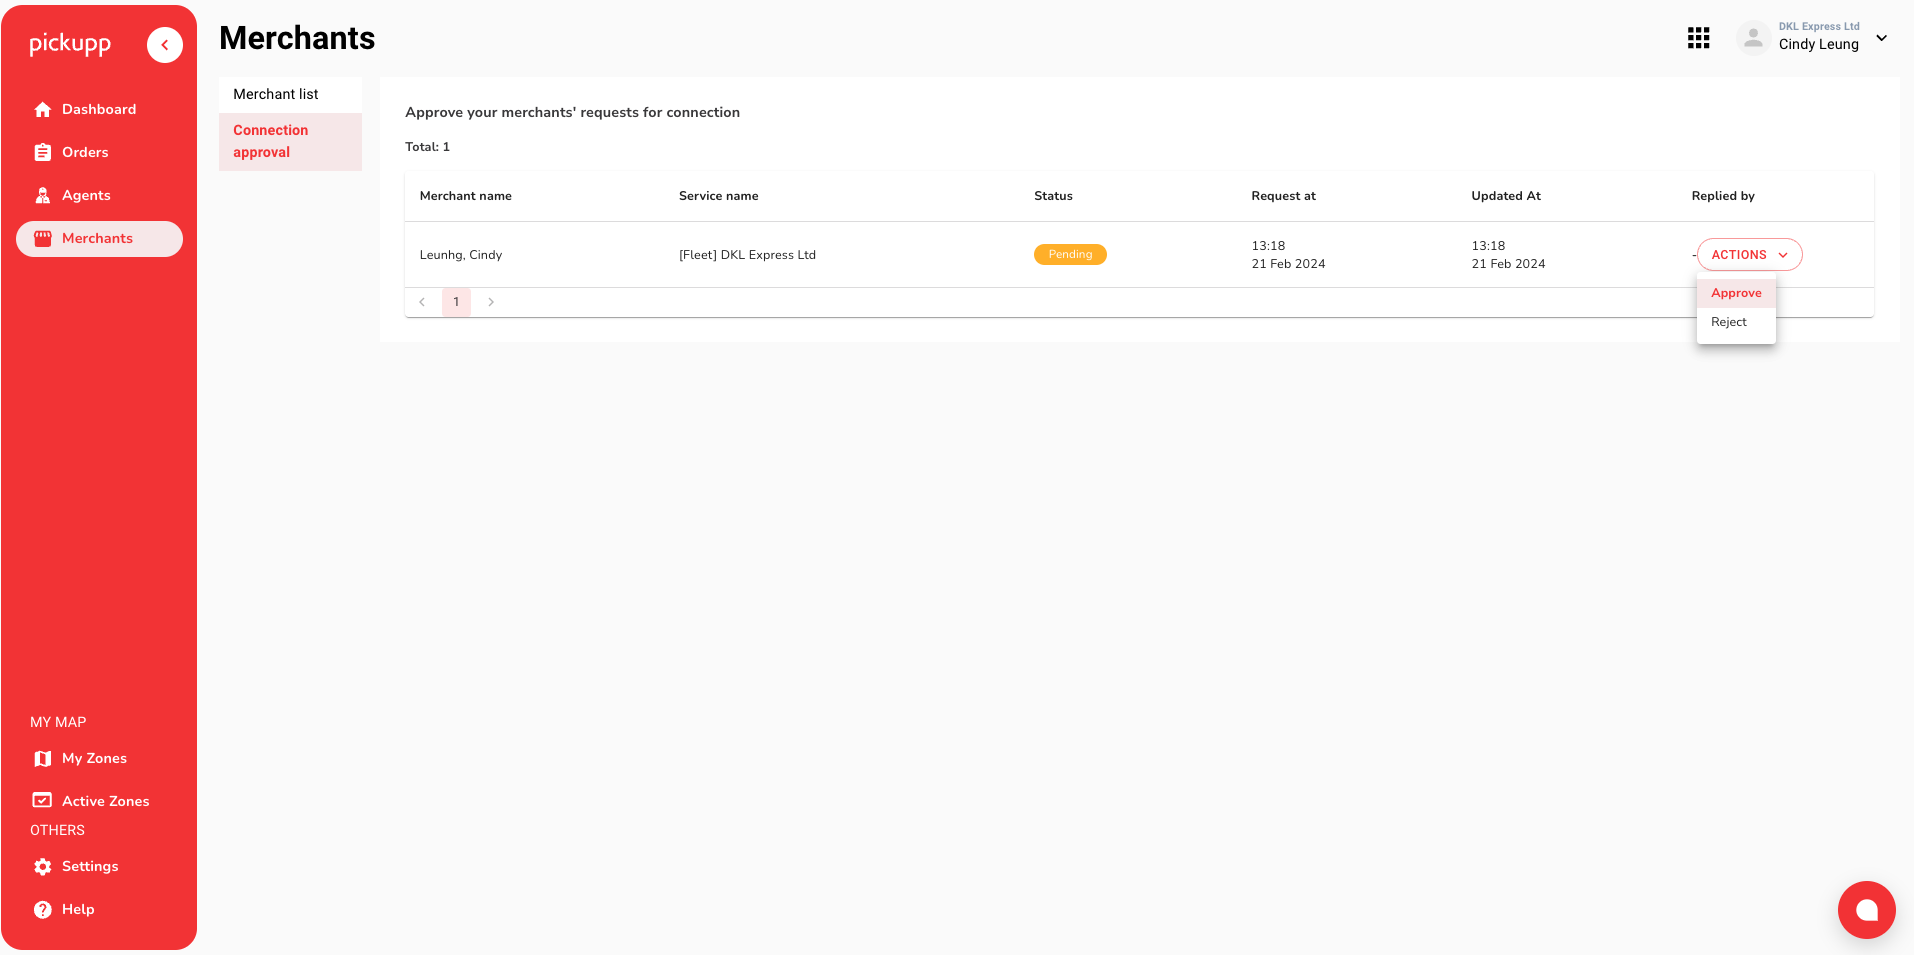 pickupp
Dashboard
Orders
Agents
Merchants
MY MAP
My Zones
Active Zones
OTHERS
Settings
Help
Merchants
DKL Express Ltd
Cindy Leung
Merchant list
Connection
approval
Approve your merchants' requests for connection
Total: 1
Merchant name Service name Status Request at Updated At Replied by
Leunhg, Cindy [Fleet] DKL Express Ltd Pending 13:18 13:18 - ACTIONS
21 Feb 2024 21 Feb 2024
Approve
Reject
1